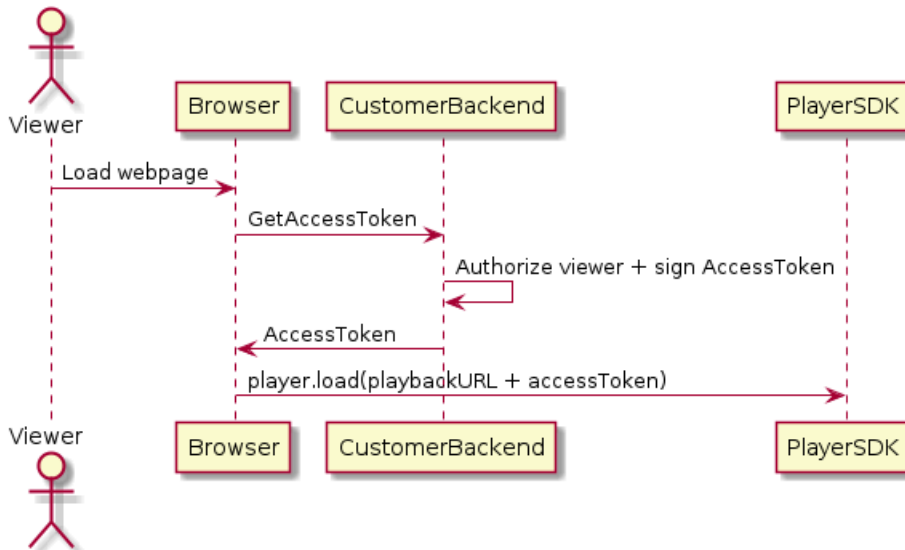 Viewer
Browser
CustomerBackend
PlayerSDK
Load webpage
GetAccessToken
Authorize viewer + sign AccessToken
AccessToken
player.load(playbackURL + accessToken)
Viewer
Browser
CustomerBackend
PlayerSDK